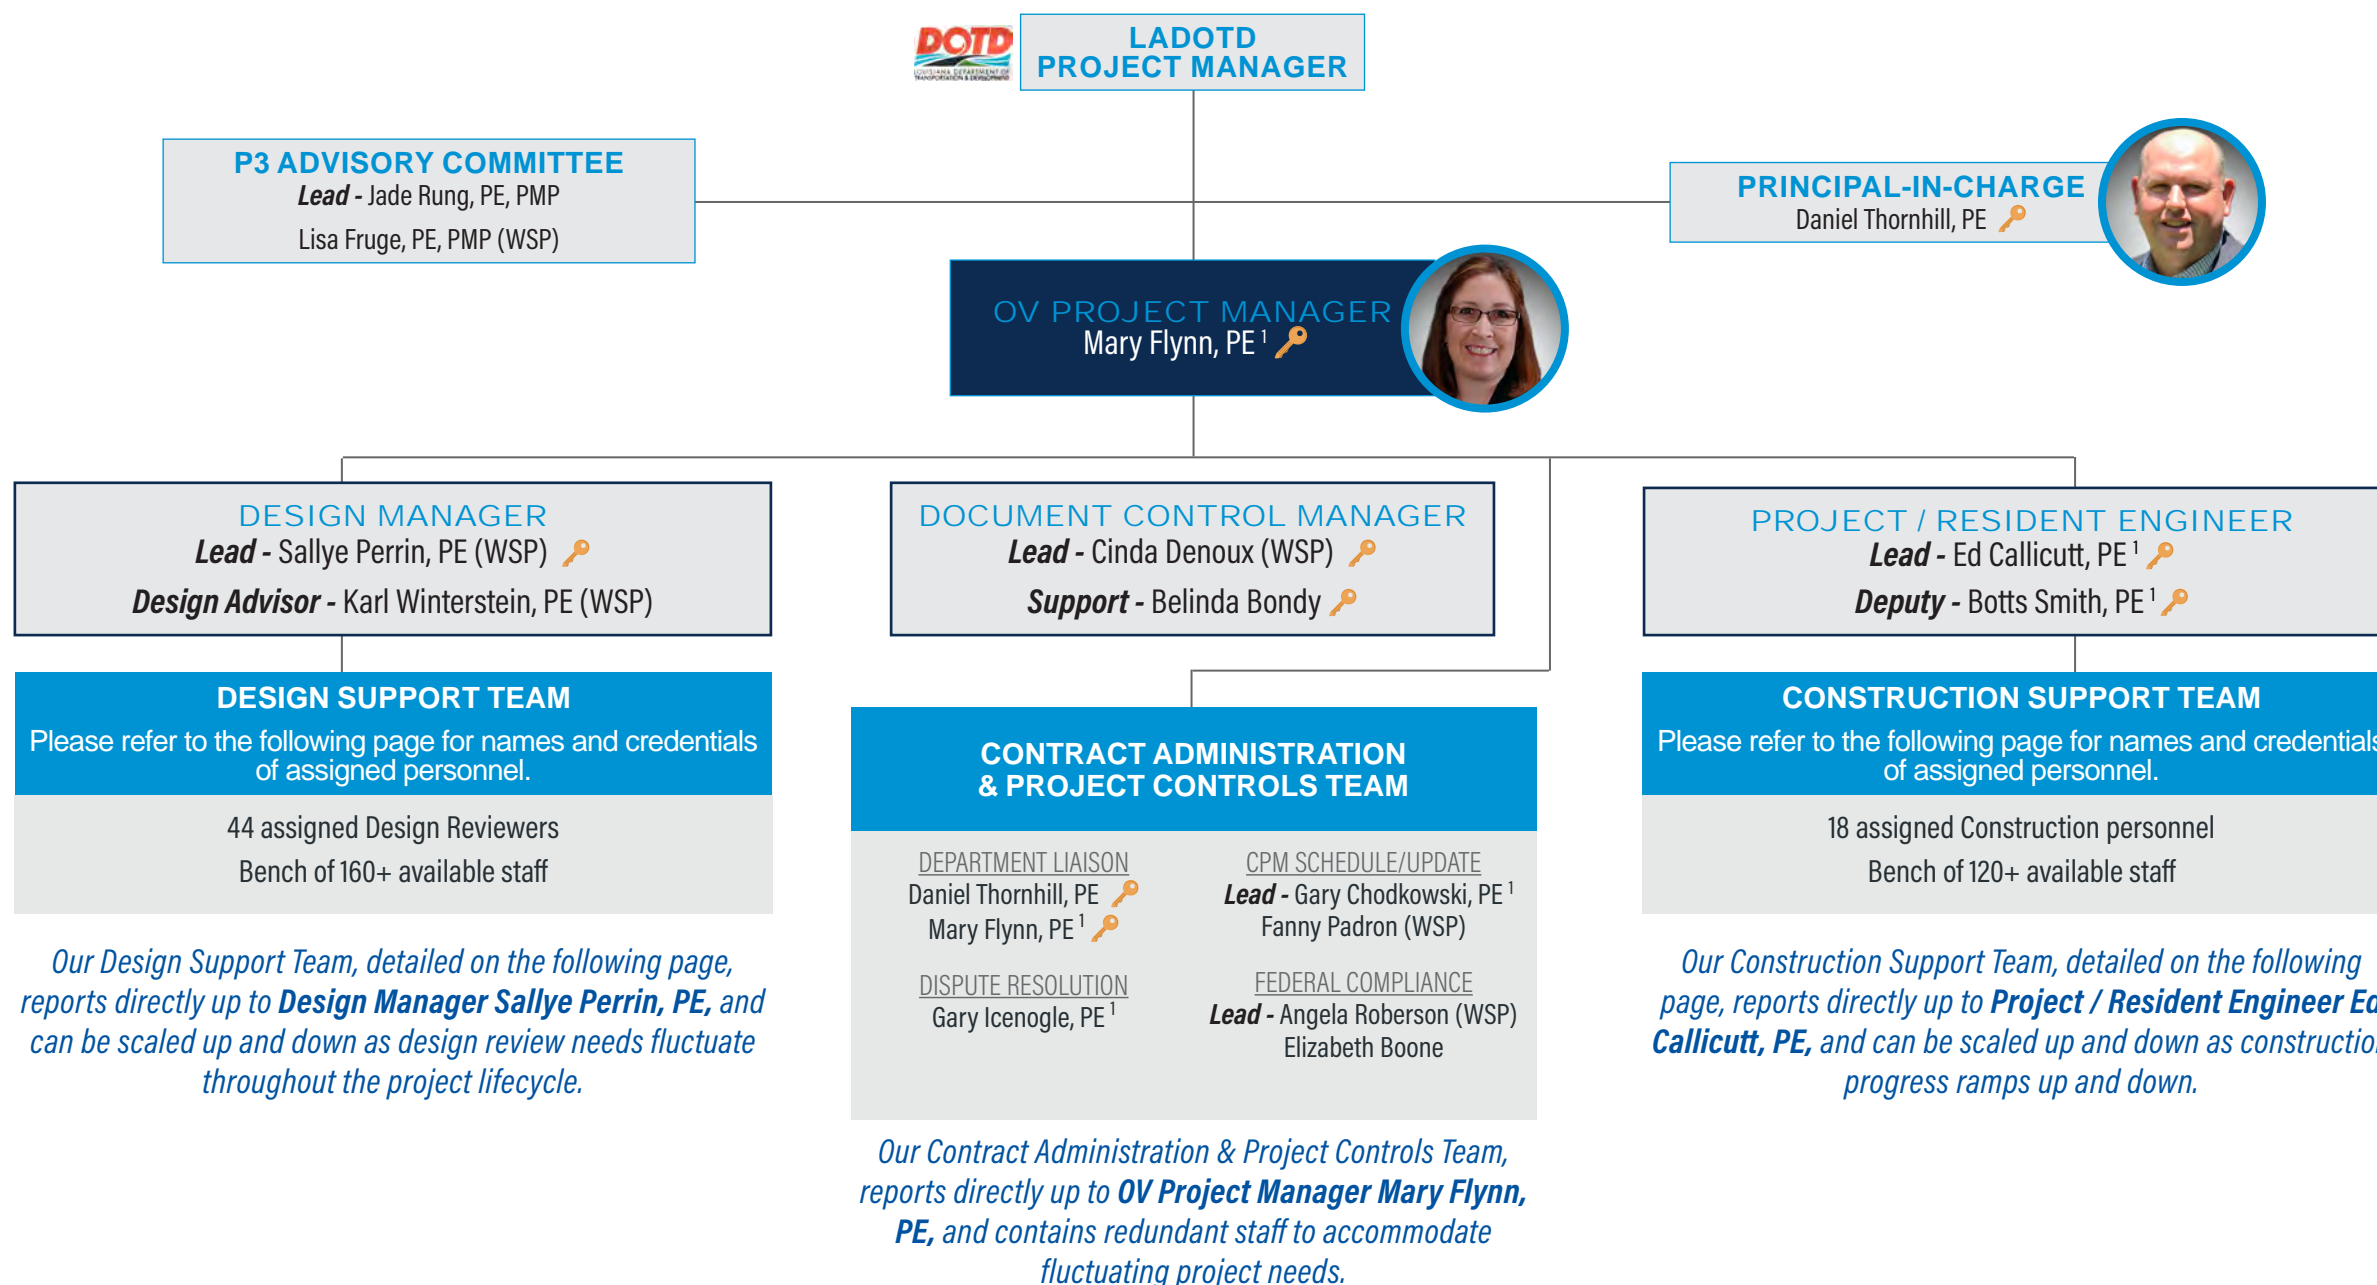 DOTD
LOUISIANA DEPARTMENT OF
TRANSPORTATION & DEVELOPMENT
LADOTD
PROJECT MANAGER
P3 ADVISORY COMMITTEE
Lead - Jade Rung, PE, PMP
Lisa Fruge, PE, PMP (WSP)
PRINCIPAL-IN-CHARGE
Daniel Thornhill, PE
OV PROJECT MANAGER
Mary Flynn, PE 1
DESIGN MANAGER
Lead - Sallye Perrin, PE (WSP)
Design Advisor - Karl Winterstein, PE (WSP)
DOCUMENT CONTROL MANAGER
Lead - Cinda Denoux (WSP)
Support - Belinda Bondy
PROJECT / RESIDENT ENGINEER
Lead - Ed Callicutt, PE 1
Deputy - Botts Smith, PE 1
DESIGN SUPPORT TEAM
Please refer to the following page for names and credentials
of assigned personnel.
44 assigned Design Reviewers
Bench of 160+ available staff
Our Design Support Team, detailed on the following page,
reports directly up to Design Manager Sallye Perrin, PE, and
can be scaled up and down as design review needs fluctuate
throughout the project lifecycle.
CONTRACT ADMINISTRATION
& PROJECT CONTROLS TEAM
DEPARTMENT LIAISON
Daniel Thornhill, PE
Mary Flynn, PE 1
DISPUTE RESOLUTION
Gary Icenogle, PE 1
CPM SCHEDULE/UPDATE
Lead - Gary Chodkowski, PE 1
Fanny Padron (WSP)
FEDERAL COMPLIANCE
Lead - Angela Roberson (WSP)
Elizabeth Boone
Our Contract Administration & Project Controls Team,
reports directly up to OV Project Manager Mary Flynn,
PE, and contains redundant staff to accommodate
fluctuating project needs.
CONSTRUCTION SUPPORT TEAM
Please refer to the following page for names and credentials
of assigned personnel.
18 assigned Construction personnel
Bench of 120+ available staff
Our Construction Support Team, detailed on the following
page, reports directly up to Project / Resident Engineer Ed
Callicutt, PE, and can be scaled up and down as construction
progress ramps up and down.